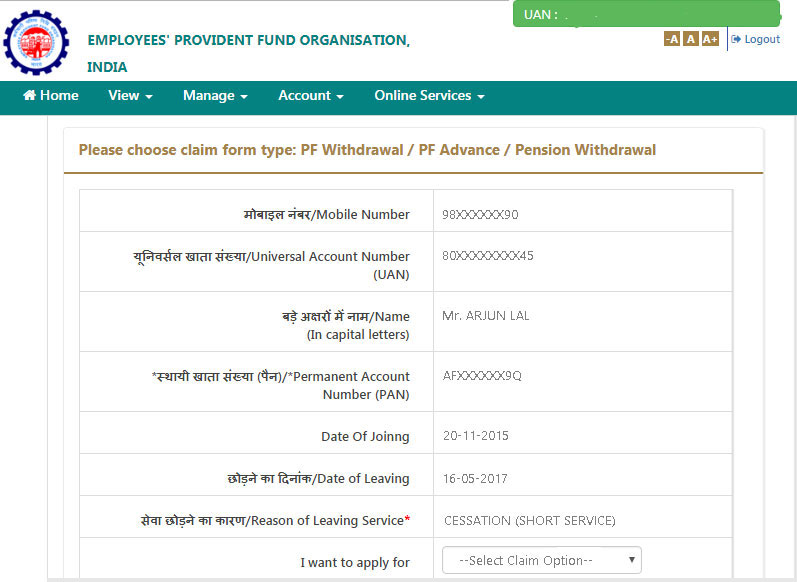 UAN :
EMPLOYEES' PROVIDENT FUND ORGANISATION,
INDIA
-A A A+ Logout
Home View Manage Account Online Services
Please choose claim form type: PF Withdrawal / PF Advance / Pension Withdrawal
मोबाइल नंबर/Mobile Number 98XXXXXX90
यूनिवर्सल खाता संख्या/Universal Account Number
(UAN)
80XXXXXXXX45
बड़े अक्षरों में नाम/Name
(In capital letters)
Mr. ARJUN LAL
*स्थायी खाता संख्या (पैन)/*Permanent Account
Number (PAN)
AFXXXXXX9Q
Date Of Joinng 20-11-2015
छोड़ने का दिनांक/Date of Leaving 16-05-2017
सेवा छोड़ने का कारण/Reason of Leaving Service* CESSATION (SHORT SERVICE)
I want to apply for --Select Claim Option--